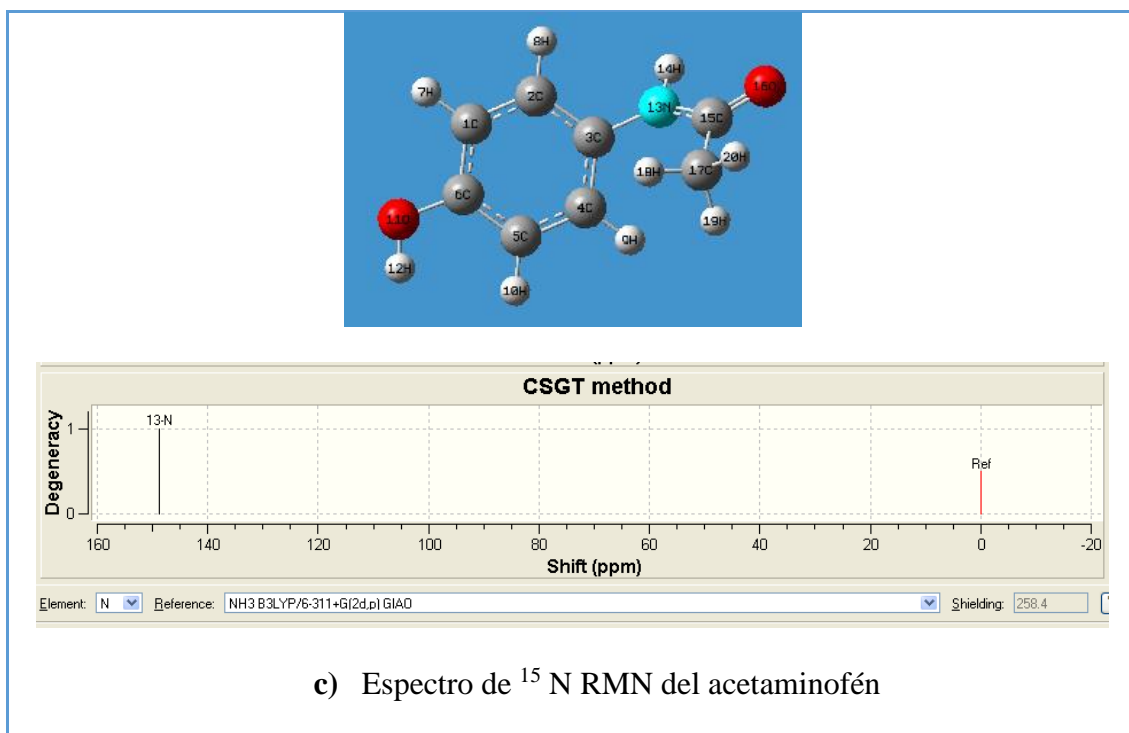 8H
14H
16O
7H
2C
13N
1C
15C
3C
20H
18H
17C
6C
4C
19H
11O
5C
9H
12H
10H
CSGT method
Degeneracy
1
0
13-N
Ref
160 140 120 100 80 60 40 20 0 -20
Shift (ppm)
Element: N Reference: NH3 B3LYP/6-311+G(2d,p) GIAO Shielding: 258.4
c) Espectro de 15 N RMN del acetaminofén